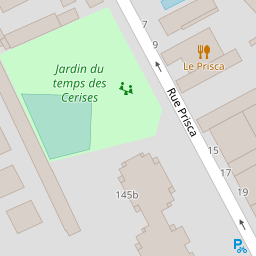 7
9
Le Prisca
Jardin du
temps des
Cerises
Rue Prisca
15
17
19
145b
P